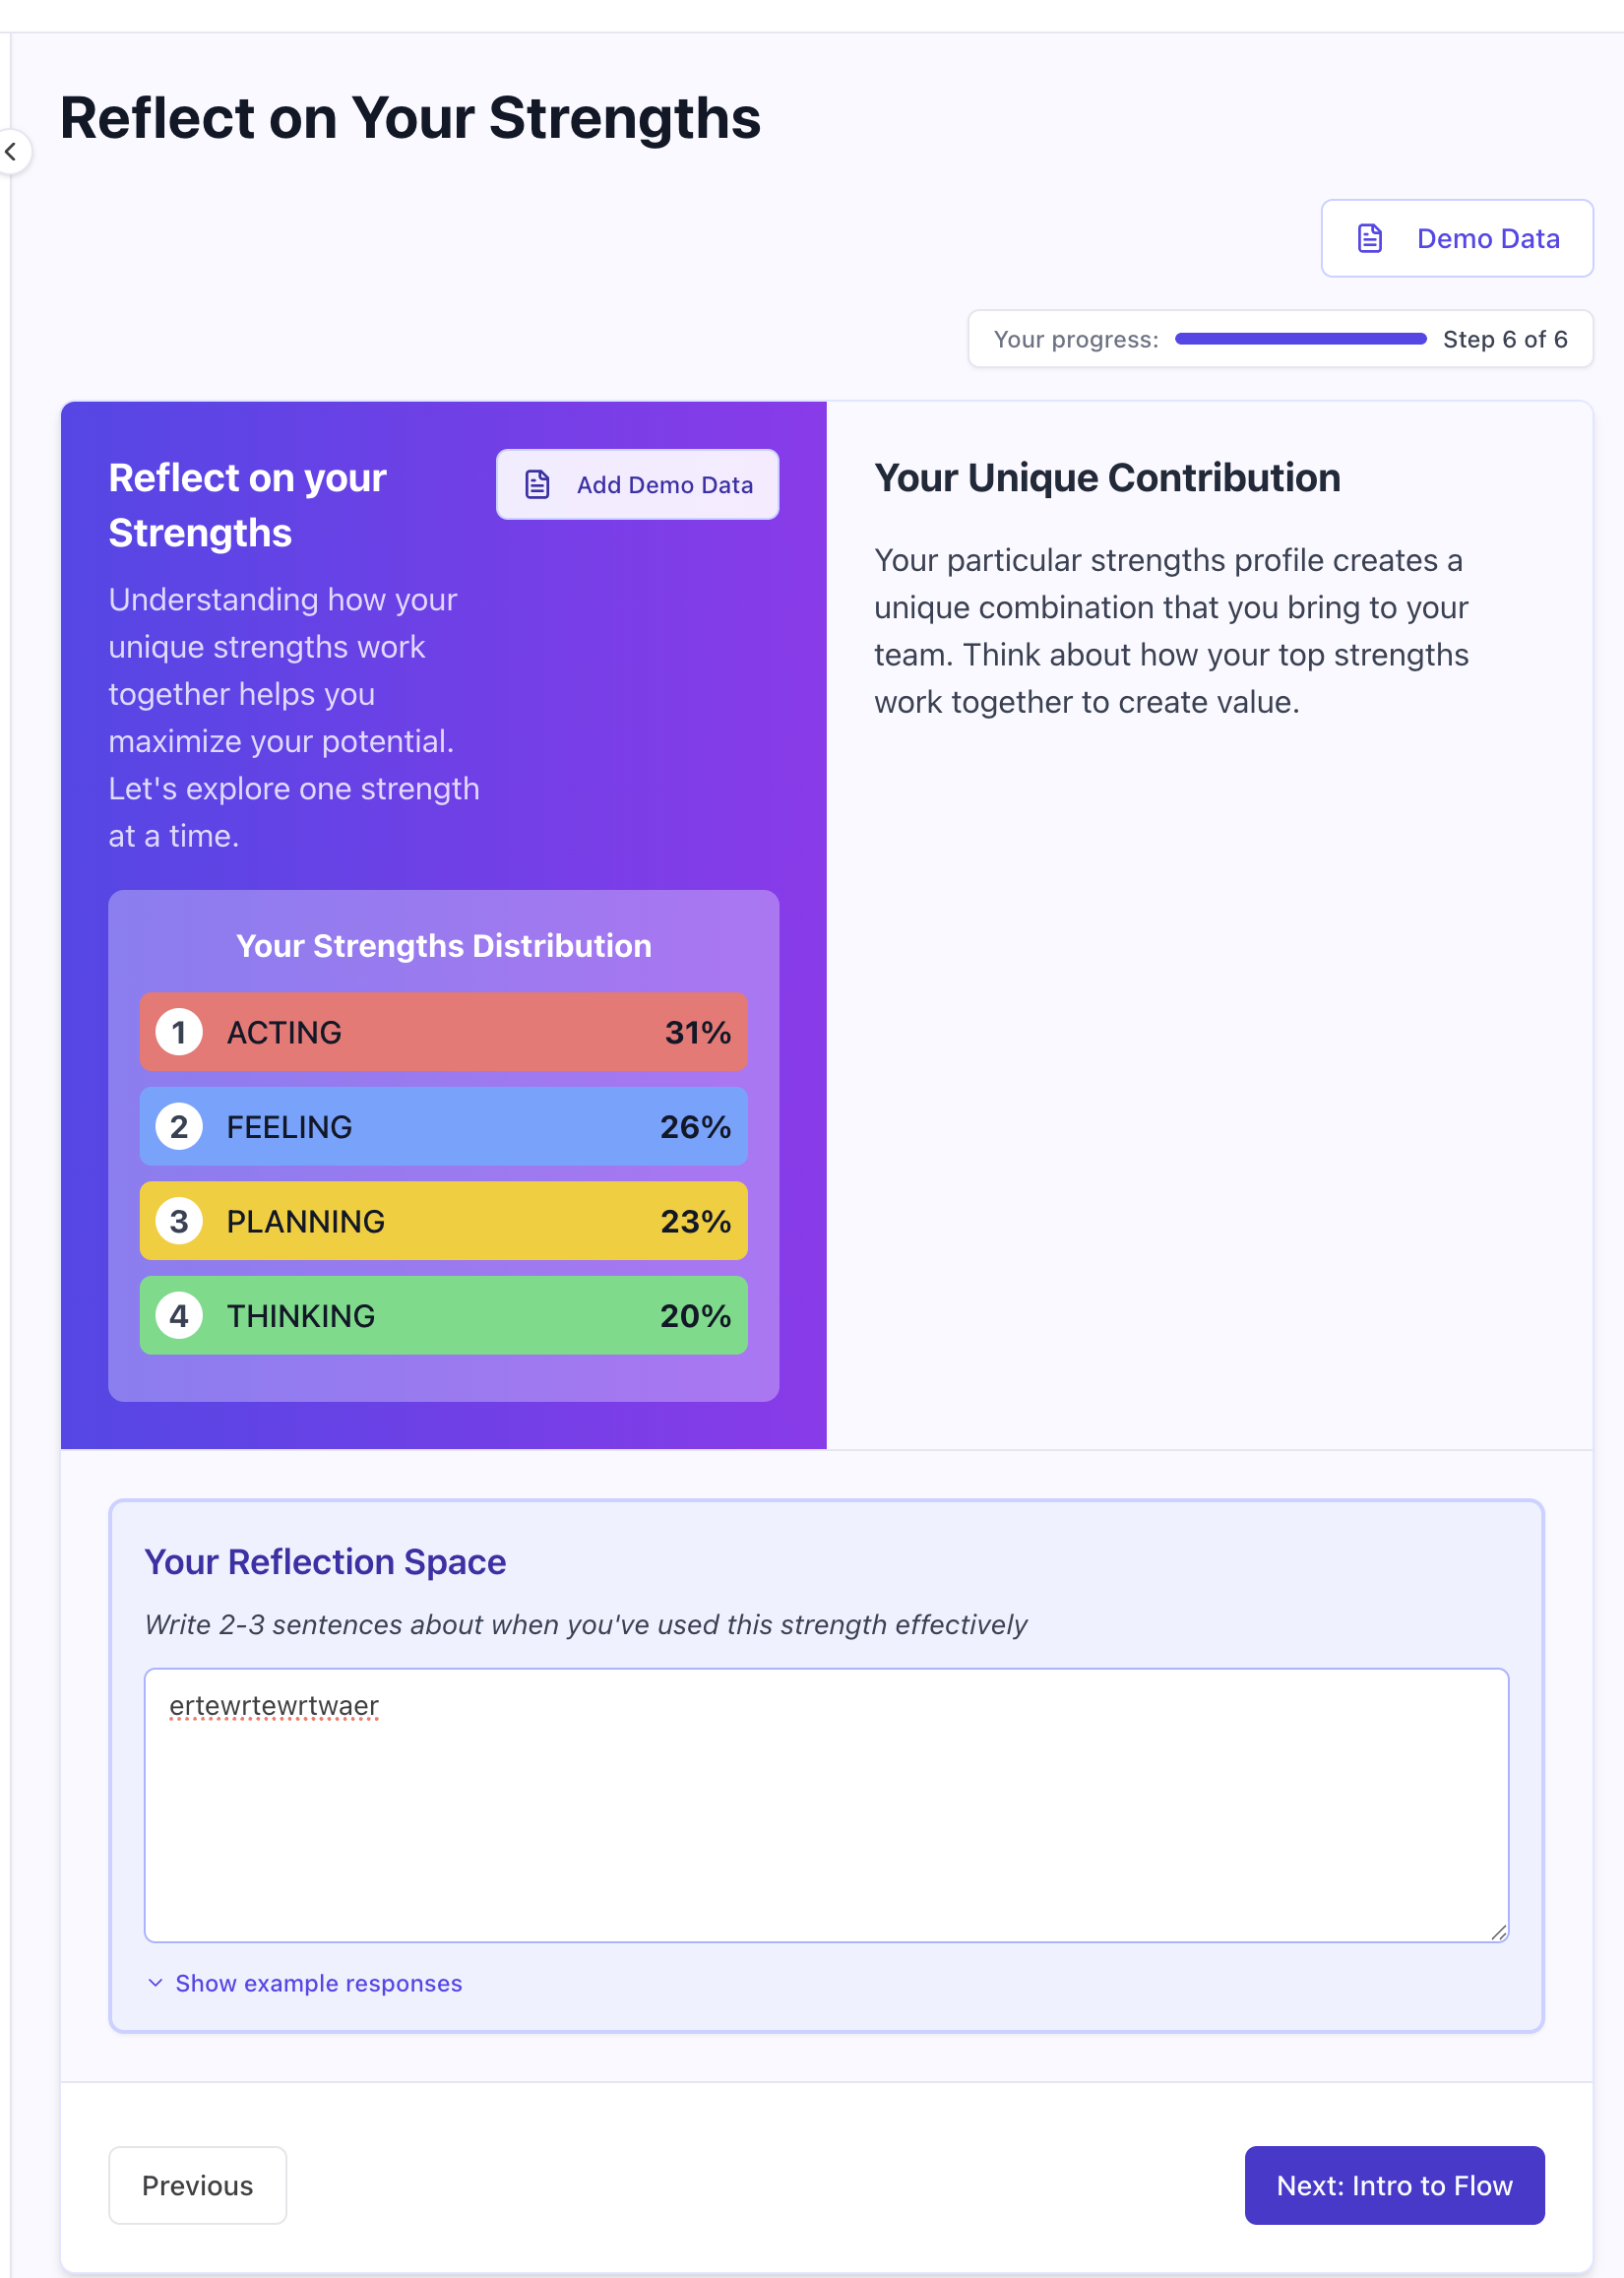 Reflect on Your Strengths
Demo Data
Your progress: Step 6 of 6
Reflect on your
Strengths
Add Demo Data
Understanding how your
unique strengths work
together helps you
maximize your potential.
Let's explore one strength
at a time.
Your Strengths Distribution
1 ACTING 31%
2 FEELING 26%
3 PLANNING 23%
4 THINKING 20%
Your Unique Contribution
Your particular strengths profile creates a
unique combination that you bring to your
team. Think about how your top strengths
work together to create value.
Your Reflection Space
Write 2-3 sentences about when you've used this strength effectively
ertewrtewrtwaer
Show example responses
Previous
Next: Intro to Flow